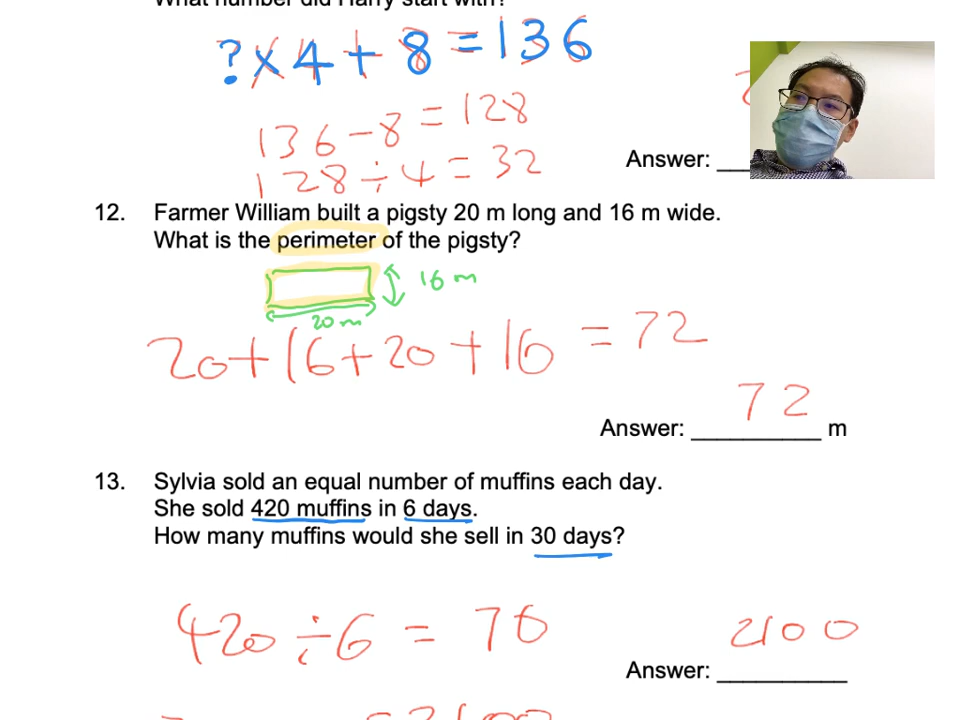 ? x 4 + 8 = 136
136 - 8 = 128
128 ÷ 4 = 32
Answer:
12. Farmer William built a pigsty 20 m long and 16 m wide.
What is the perimeter of the pigsty?
16 m
20 m
20 + 16 + 20 + 16 = 72
72
Answer: __________ m
13. Sylvia sold an equal number of muffins each day.
She sold 420 muffins in 6 days.
How many muffins would she sell in 30 days?
420 ÷ 6 = 70
2100
Answer: __________